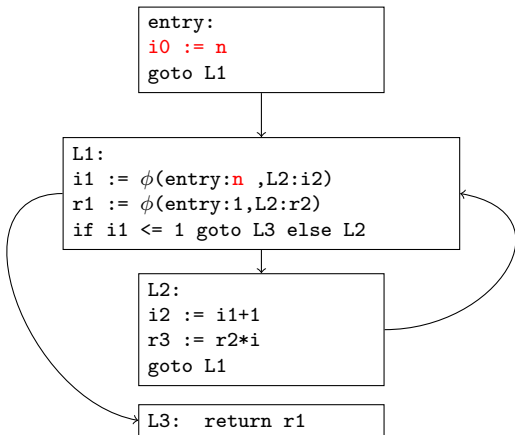 entry:
i0 := n
goto L1
L1:
i1 := ϕ(entry:n ,L2:i2)
r1 := ϕ(entry:1,L2:r2)
if i1 <= 1 goto L3 else L2
L2:
i2 := i1+1
r3 := r2*i
goto L1
L3: return r1